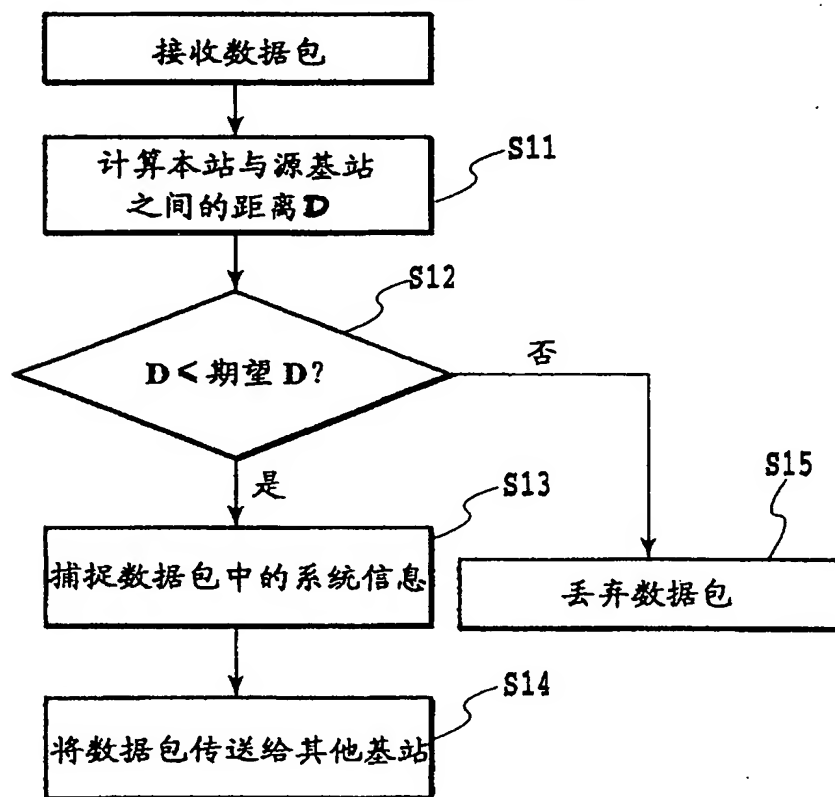 接收数据包
S11
计算本站与源基站
之间的距离D
S12
D<期望 D?
否
是
S13
S15
捕捉数据包中的系统信息
丢弃数据包
S14
将数据包传送给其他基站